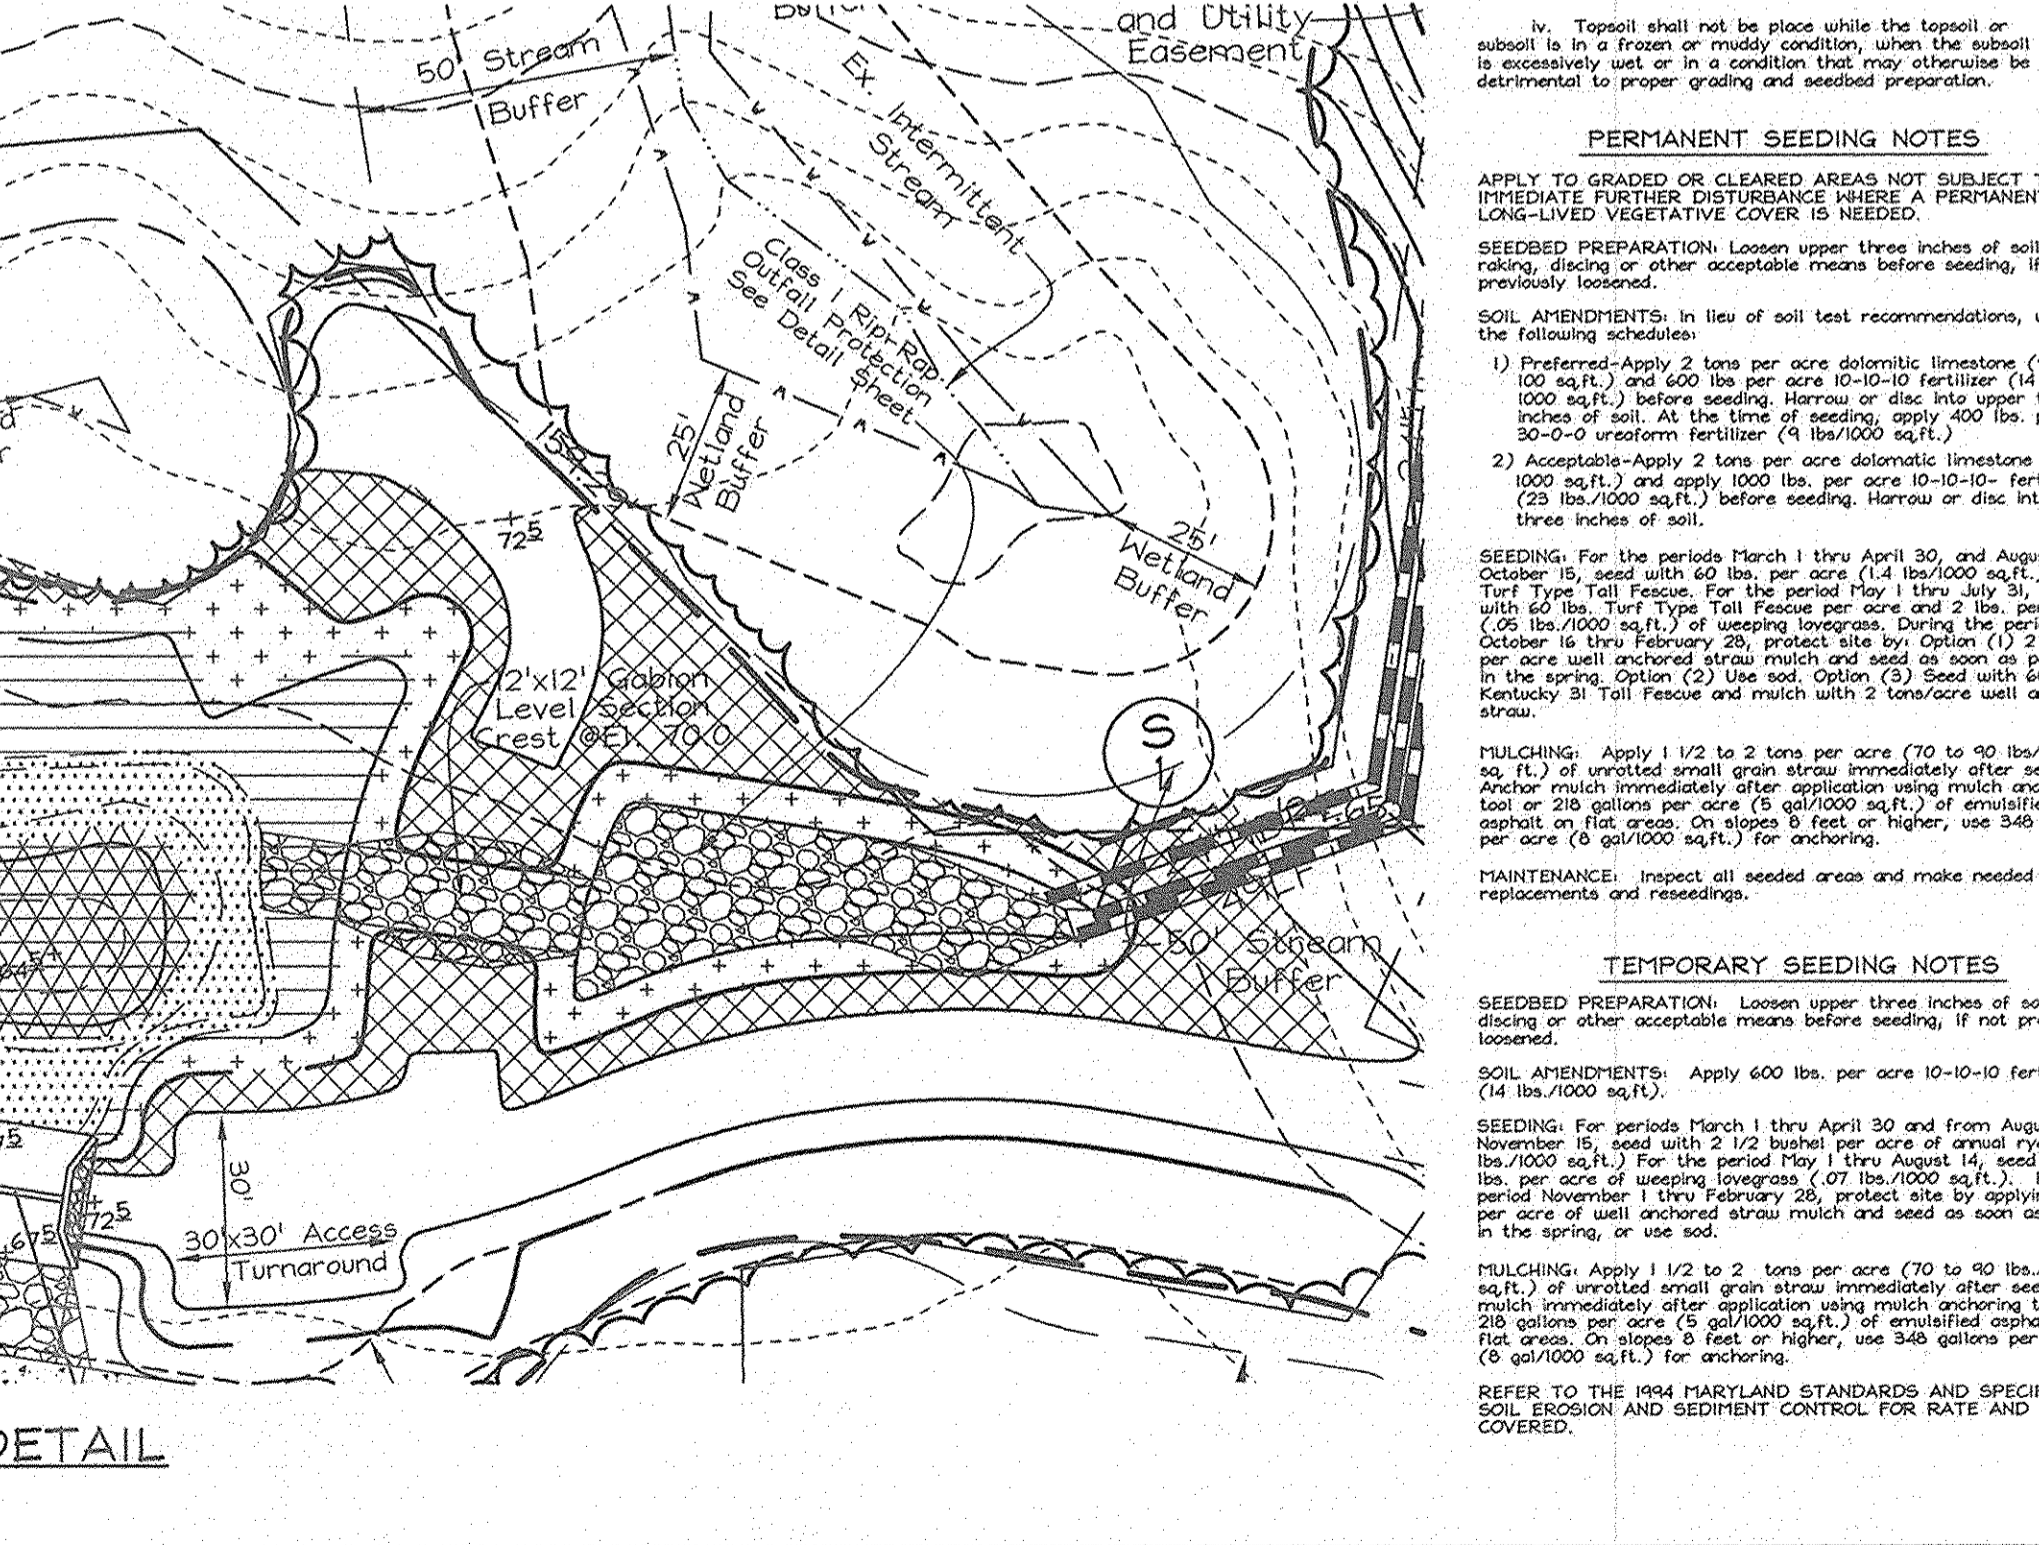 50' Stream
Buffer
and Utility
Easement
Ex. Intermittent
Stream
Class 1 Rip-Rap
Outfall Protection
See Detail Sheet
25'
Wetland
Buffer
25'
Wetland
Buffer
72⁵
12'x12' Gabion
Level Section
Crest @El. 70.0
S
1
50' Stream
Buffer
30'
30'x30' Access
Turnaround
72⁵
67⁵
DETAIL
iv. Topsoil shall not be place while the topsoil or
subsoil is in a frozen or muddy condition, when the subsoil
is excessively wet or in a condition that may otherwise be
detrimental to proper grading and seedbed preparation.
PERMANENT SEEDING NOTES
APPLY TO GRADED OR CLEARED AREAS NOT SUBJECT
IMMEDIATE FURTHER DISTURBANCE WHERE A PERMANENT
LONG-LIVED VEGETATIVE COVER IS NEEDED.
SEEDBED PREPARATION: Loosen upper three inches of soil
raking, discing or other acceptable means before seeding, if
previously loosened.
SOIL AMENDMENTS: In lieu of soil test recommendations,
the following schedules:
1) Preferred-Apply 2 tons per acre dolomitic limestone (
100 sq.ft.) and 600 lbs per acre 10-10-10 fertilizer (14
1000 sq.ft.) before seeding. Harrow or disc into upper
inches of soil. At the time of seeding, apply 400 lbs.
30-0-0 ureaform fertilizer (9 lbs/1000 sq.ft.)
2) Acceptable-Apply 2 tons per acre dolomatic limestone
1000 sq.ft.) and apply 1000 lbs. per acre 10-10-10- fert
(23 lbs./1000 sq.ft.) before seeding. Harrow or disc int
three inches of soil.
SEEDING: For the periods March 1 thru April 30, and Augus
October 15, seed with 60 lbs. per acre (1.4 lbs/1000 sq.ft.)
Turf Type Tall Fescue. For the period May 1 thru July 31,
with 60 lbs. Turf Type Tall Fescue per acre and 2 lbs. per
(.05 lbs./1000 sq.ft.) of weeping lovegrass. During the peri
October 16 thru February 28, protect site by: Option (1) 2
per acre well anchored straw mulch and seed as soon as p
in the spring. Option (2) Use sod. Option (3) Seed with 6
Kentucky 31 Tall Fescue and mulch with 2 tons/acre well a
straw.
MULCHING: Apply 1 1/2 to 2 tons per acre (70 to 90 lbs/
sq. ft.) of unrotted small grain straw immediately after se
Anchor mulch immediately after application using mulch anc
tool or 218 gallons per acre (5 gal/1000 sq.ft.) of emulsifie
asphalt on flat areas. On slopes 8 feet or higher, use 348
per acre (8 gal/1000 sq.ft.) for anchoring.
MAINTENANCE: Inspect all seeded areas and make needed
replacements and reseedings.
TEMPORARY SEEDING NOTES
SEEDBED PREPARATION: Loosen upper three inches of so
discing or other acceptable means before seeding, if not pr
loosened.
SOIL AMENDMENTS: Apply 600 lbs. per acre 10-10-10 fert
(14 lbs./1000 sq.ft).
SEEDING: For periods March 1 thru April 30 and from Augu
November 15, seed with 2 1/2 bushel per acre of annual rye
lbs./1000 sq.ft.) For the period May 1 thru August 14, seed
lbs. per acre of weeping lovegrass (.07 lbs./1000 sq.ft.).
period November 1 thru February 28, protect site by applyin
per acre of well anchored straw mulch and seed as soon as
in the spring, or use sod.
MULCHING: Apply 1 1/2 to 2 tons per acre (70 to 90 lbs.
sq.ft.) of unrotted small grain straw immediately after see
mulch immediately after application using mulch anchoring t
218 gallons per acre (5 gal/1000 sq.ft.) of emulsified aspha
flat areas. On slopes 8 feet or higher, use 348 gallons per
(8 gal/1000 sq.ft.) for anchoring.
REFER TO THE 1994 MARYLAND STANDARDS AND SPECIF
SOIL EROSION AND SEDIMENT CONTROL FOR RATE AND
COVERED.